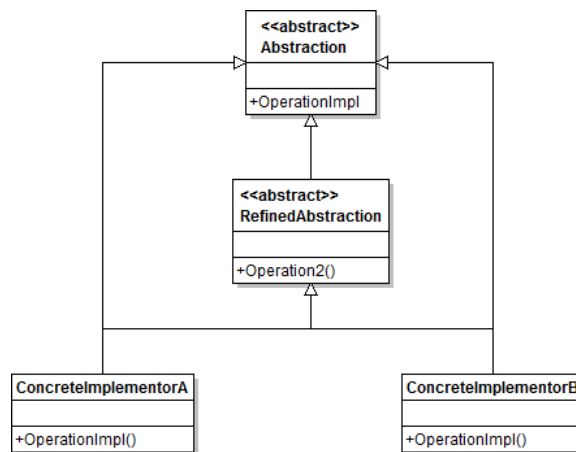 <<abstract>>
Abstraction
+OperationImpl
<<abstract>>
RefinedAbstraction
+Operation2()
ConcreteImplementorA
+OperationImpl()
ConcreteImplementorB
+OperationImpl()